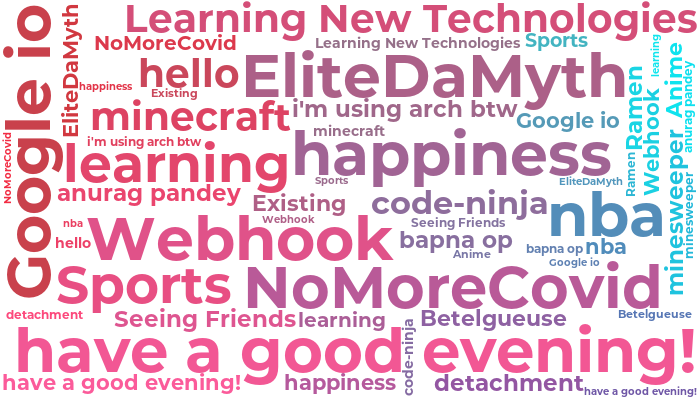 Learning New Technologies
Google io
EliteDaMyth
NoMoreCovid
Learning New Technologies
Sports
learning
hello
EliteDaMyth
happiness
Existing
minecraft
i'm using arch btw
Google io
Ramen
Webhook
minesweeper
Anime
anurag pandey
minecraft
NoMoreCovid
i'm using arch btw
learning
happiness
Sports
EliteDaMyth
Ramen
minesweeper
anurag pandey
Existing
code-ninja
nba
Webhook
Seeing Friends
nba
hello
Webhook
bapna op
bapna op
nba
Anime
Google io
Sports
NoMoreCovid
detachment
Seeing Friends
learning
code-ninja
Betelgueuse
Betelgueuse
have a good evening!
have a good evening!
happiness
detachment
have a good evening!